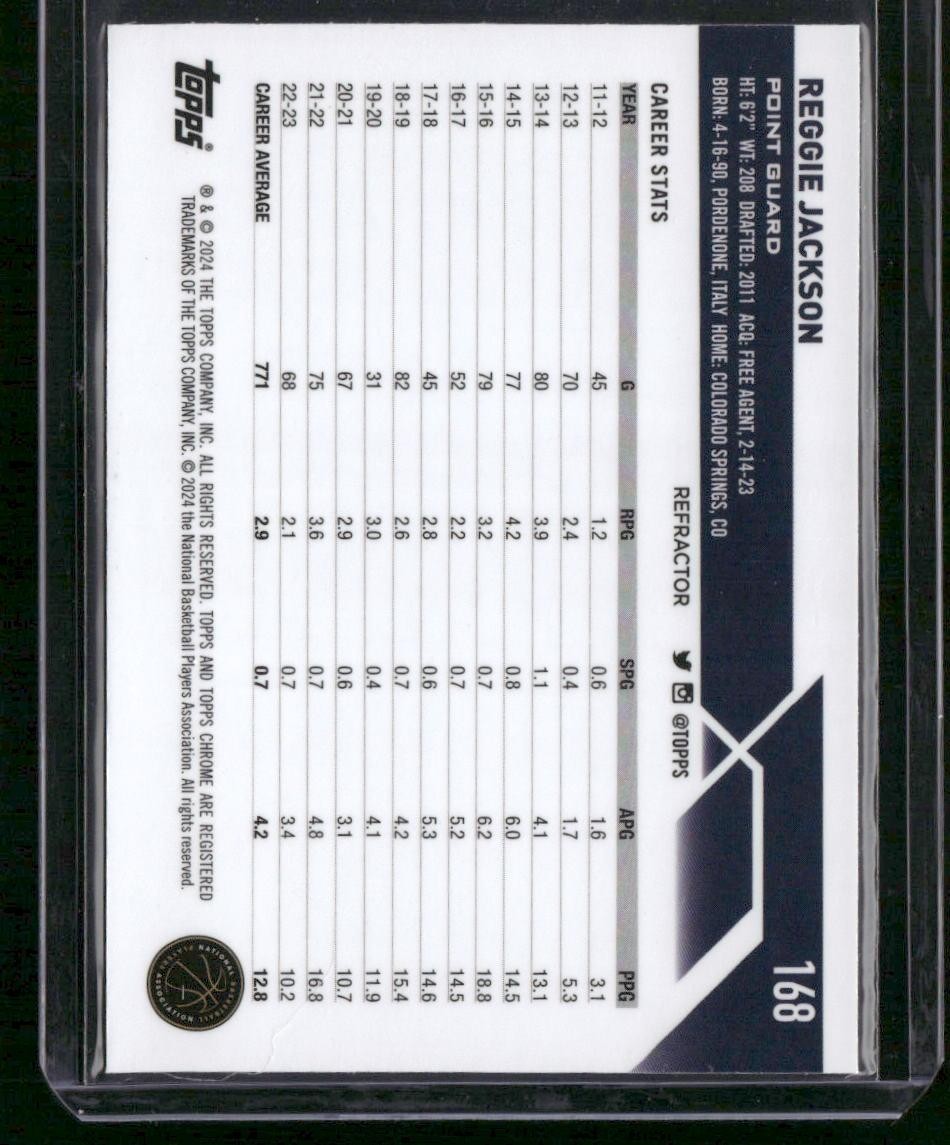 REGGIE JACKSON
168
POINT GUARD
HT: 6'2" WT: 208 DRAFTED: 2011 ACQ: FREE AGENT, 2-14-23
BORN: 4-16-90, PORDENONE, ITALY HOME: COLORADO SPRINGS, CO
REFRACTOR @TOPPS
CAREER STATS
YEAR G RPG SPG APG PPG
11-12 45 1.2 0.6 1.6 3.1
12-13 70 2.4 0.4 1.7 5.3
13-14 80 3.9 1.1 4.1 13.1
14-15 77 4.2 0.8 6.0 14.5
15-16 79 3.2 0.7 6.2 18.8
16-17 52 2.2 0.7 5.2 14.5
17-18 45 2.8 0.6 5.3 14.6
18-19 82 2.6 0.7 4.2 15.4
19-20 31 3.0 0.4 4.1 11.9
20-21 67 2.9 0.6 3.1 10.7
21-22 75 3.6 0.7 4.8 16.8
22-23 68 2.1 0.7 3.4 10.2
CAREER AVERAGE 771 2.9 0.7 4.2 12.8
topps®
® & © 2024 THE TOPPS COMPANY, INC. ALL RIGHTS RESERVED. TOPPS AND TOPPS CHROME ARE REGISTERED
TRADEMARKS OF THE TOPPS COMPANY, INC. © 2024 the National Basketball Players Association. All rights reserved.
NATIONAL BASKETBALL PLAYERS ASSOCIATION